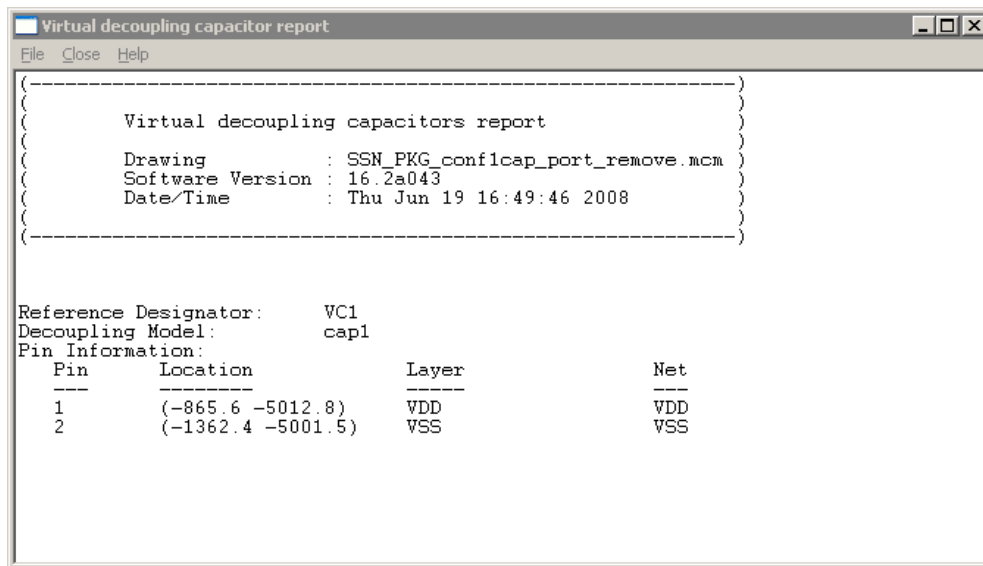 Virtual decoupling capacitor report
File Close Help
(------------------------------------------------------------)
( )
( Virtual decoupling capacitors report )
( )
( Drawing : SSN_PKG_conf1cap_port_remove.mcm )
( Software Version : 16.2a043 )
( Date/Time : Thu Jun 19 16:49:46 2008 )
( )
(------------------------------------------------------------)
Reference Designator: VC1
Decoupling Model: cap1
Pin Information:
Pin Location Layer Net
--- -------- ----- ---
1 (-865.6 -5012.8) VDD VDD
2 (-1362.4 -5001.5) VSS VSS